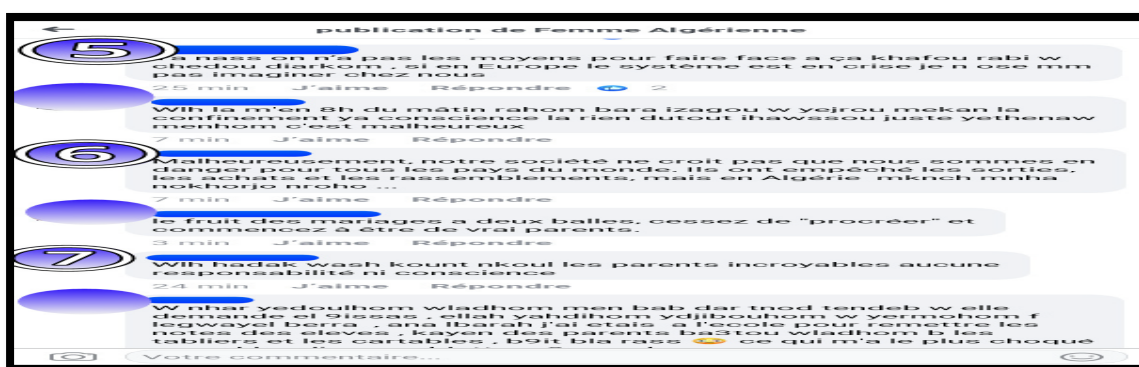 publication de Femme Algérienne
5
Ya nass on n'a pas les moyens pour faire face a ça khafou rabi w
chedou diarkom , si en Europe le système est en crise je n ose mm
pas imaginer chez nous
25 min J'aime Répondre 2
Wlh la m'en 8h du mâtin rahom bara izagou w yejrou mekan la
confinement ya conscience la rien dutout ihawssou juste yethenaw
menhom c'est malheureux
7 min J'aime Répondre
6
Malheureusement, notre société ne croit pas que nous sommes en
danger pour tous les pays du monde. Ils ont empêché les sorties,
les achats et les rassemblements, mais en Algérie mknch mnha
nokhorjo nroho ...
7 min J'aime Répondre
le fruit des mariages a deux balles, cessez de "procréer" et
commencez à être de vrai parents.
3 min J'aime Répondre
7
Wlh hadak wash kount nkoul les parents incroyables aucune
responsabilité ni conscience
24 min J'aime Répondre
W nhar yedoulhom wladhom men bab dar tnod tendeb w elle
demande el 9issas , ellah yahdihom ydjibouhom w yermohom f
legwayel berra , ana lbarah j'ai etais a l'ecole pour remettre les
notes des eleves , kayen des parents ba3tou wladhom b les
tabliers et les cartables , b9it bla rass ce qui m'a le plus choqué
Votre commentaire...